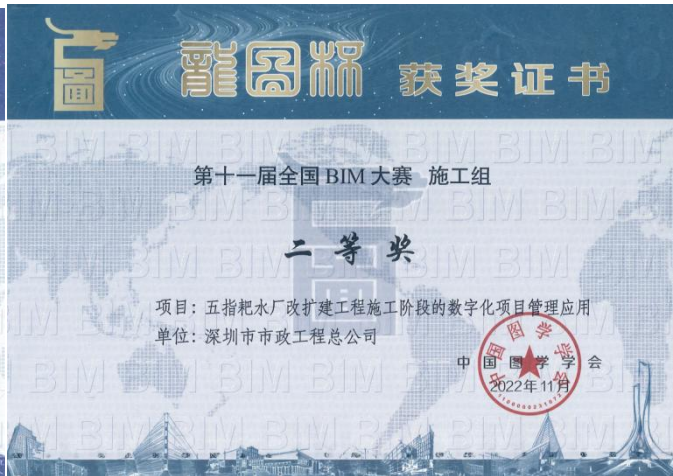 龍圖杯 获奖证书
第十一届全国 BIM 大赛 施工组
二等奖
项目：五指耙水厂改扩建工程施工阶段的数字化项目管理应用
单位：深圳市市政工程总公司
中国图学学会
2022年11月